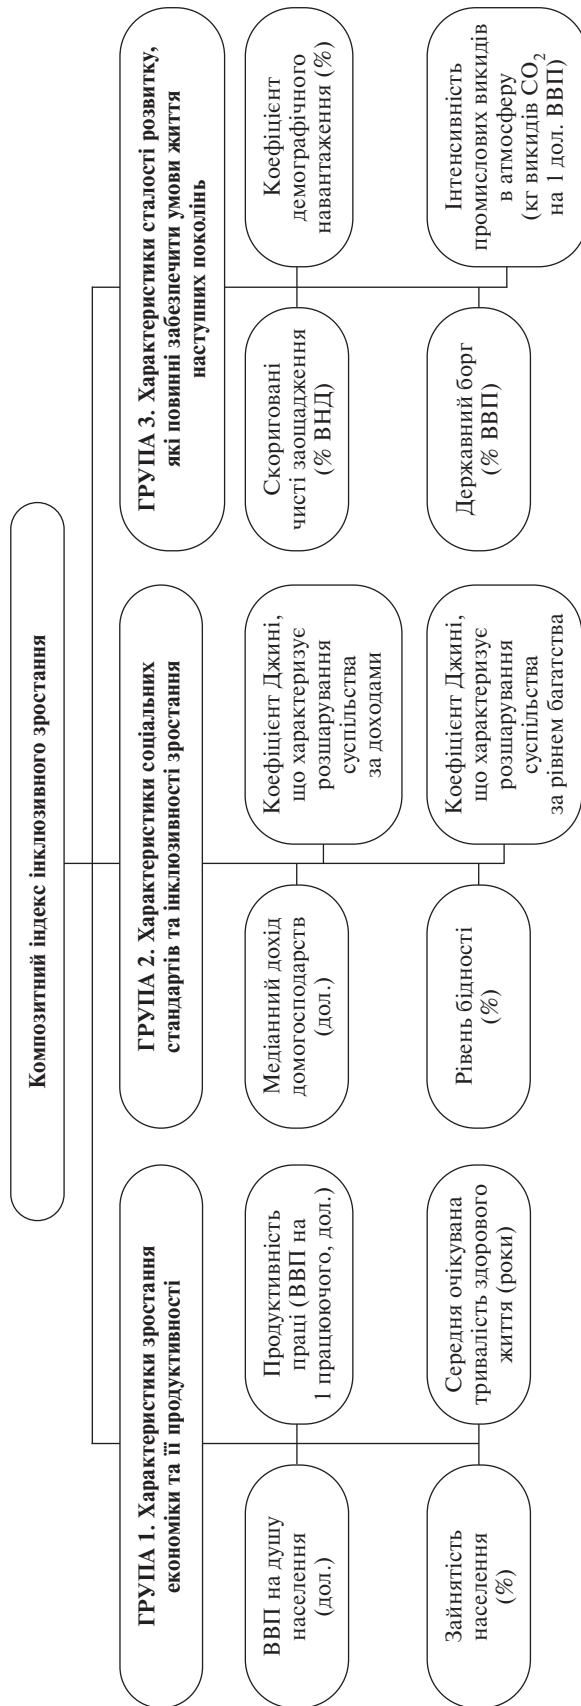 Композитний індекс інклюзивного зростання
ГРУПА 1. Характеристики зростання
економіки та її продуктивності
ВВП на душу
населення
(дол.)
Продуктивність
праці (ВВП на
1 працюючого, дол.)
Зайнятість
населення
(%)
Середня очікувана
тривалість здорового
життя (роки)
ГРУПА 2. Характеристики соціальних
стандартів та інклюзивності зростання
Медіанний дохід
домогосподарств
(дол.)
Коефіцієнт Джині,
що характеризує
розшарування
суспільства
за доходами
Рівень бідності
(%)
Коефіцієнт Джині,
що характеризує
розшарування
суспільства
за рівнем багатства
ГРУПА 3. Характеристики сталості розвитку,
які повинні забезпечити умови життя
наступних поколінь
Скориговані
чисті заощадження
(% ВНД)
Коефіцієнт
демографічного
навантаження (%)
Державний борг
(% ВВП)
Інтенсивність
промислових викидів
в атмосферу
(кг викидів CO2
на 1 дол. ВВП)